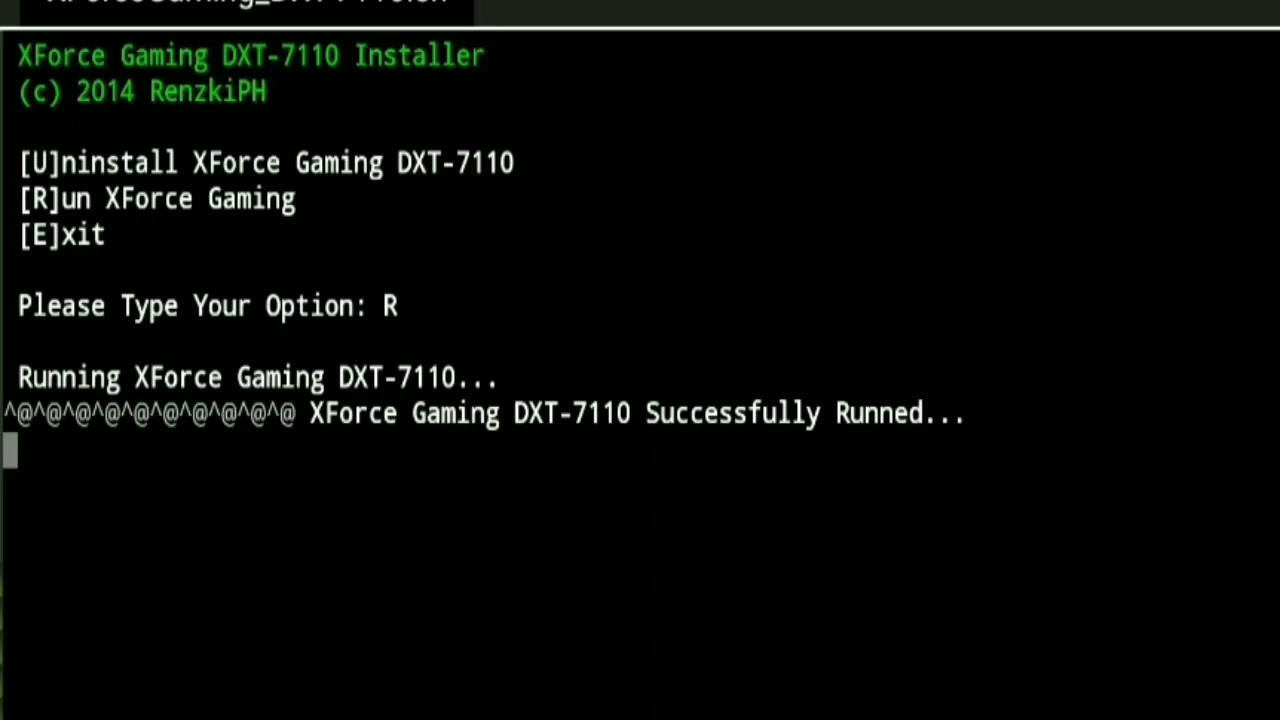 XForce Gaming DXT-7110 Installer
(c) 2014 RenzkiPH
[U]ninstall XForce Gaming DXT-7110
[R]un XForce Gaming
[E]xit
Please Type Your Option: R
Running XForce Gaming DXT-7110...
^@^@^@^@^@^@^@^@^@^@ XForce Gaming DXT-7110 Successfully Runned...